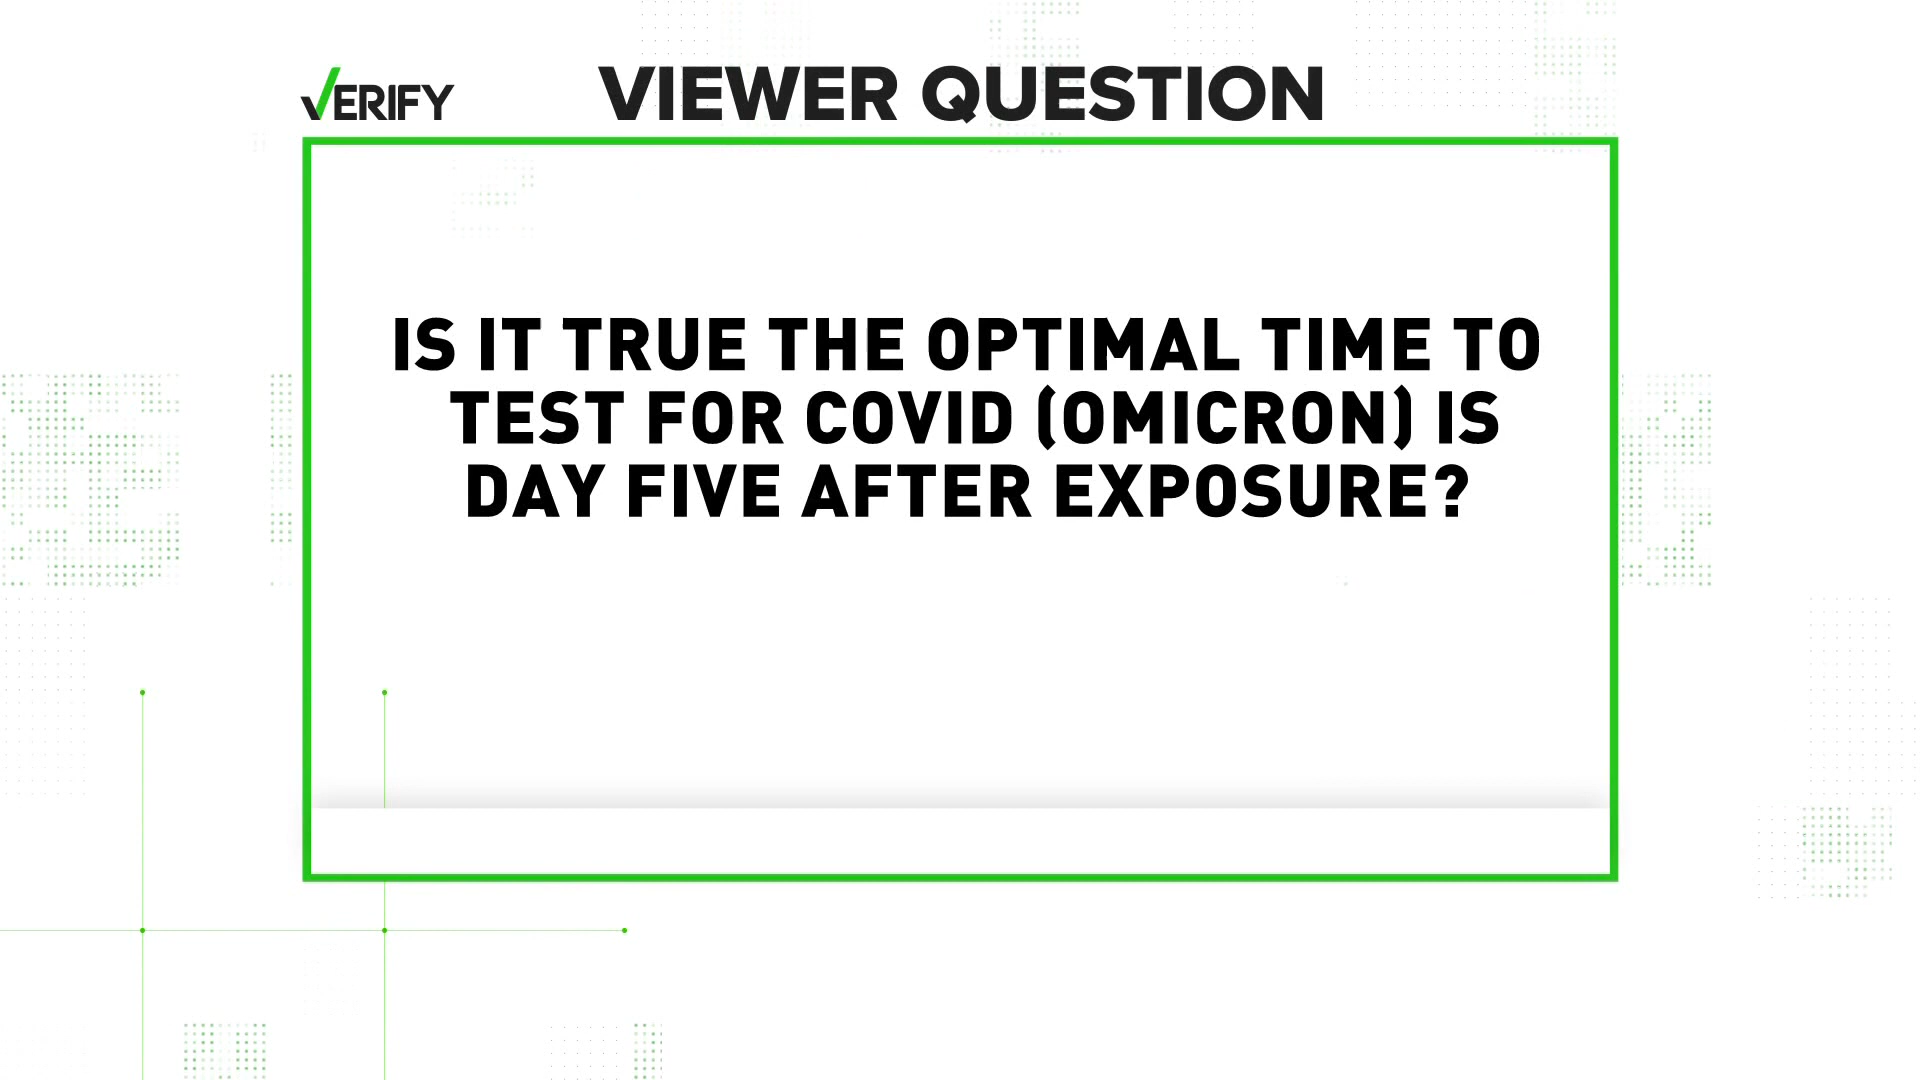 VERIFY
VIEWER QUESTION
IS IT TRUE THE OPTIMAL TIME TO
TEST FOR COVID (OMICRON) IS
DAY FIVE AFTER EXPOSURE?